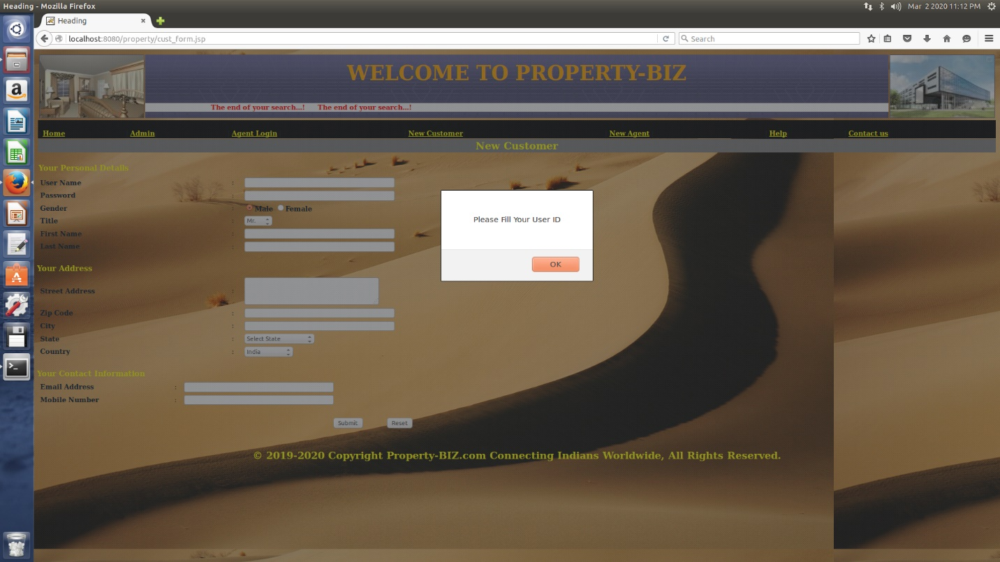 Heading - Mozilla Firefox
Mar 2 2020 11:12 PM
Heading
localhost:8080/property/cust_form.jsp
Search
WELCOME TO PROPERTY-BIZ
The end of your search...! The end of your search...!
Home Admin Agent Login New Customer New Agent Help Contact us
New Customer
Your Personal Details
User Name :
Password :
Gender : Male Female
Title : Mr.
First Name :
Last Name :
Please Fill Your User ID
OK
Your Address
Street Address :
Zip Code :
City :
State : Select State
Country : India
Your Contact Information
Email Address :
Mobile Number :
Submit Reset
© 2019-2020 Copyright Property-BIZ.com Connecting Indians Worldwide, All Rights Reserved.